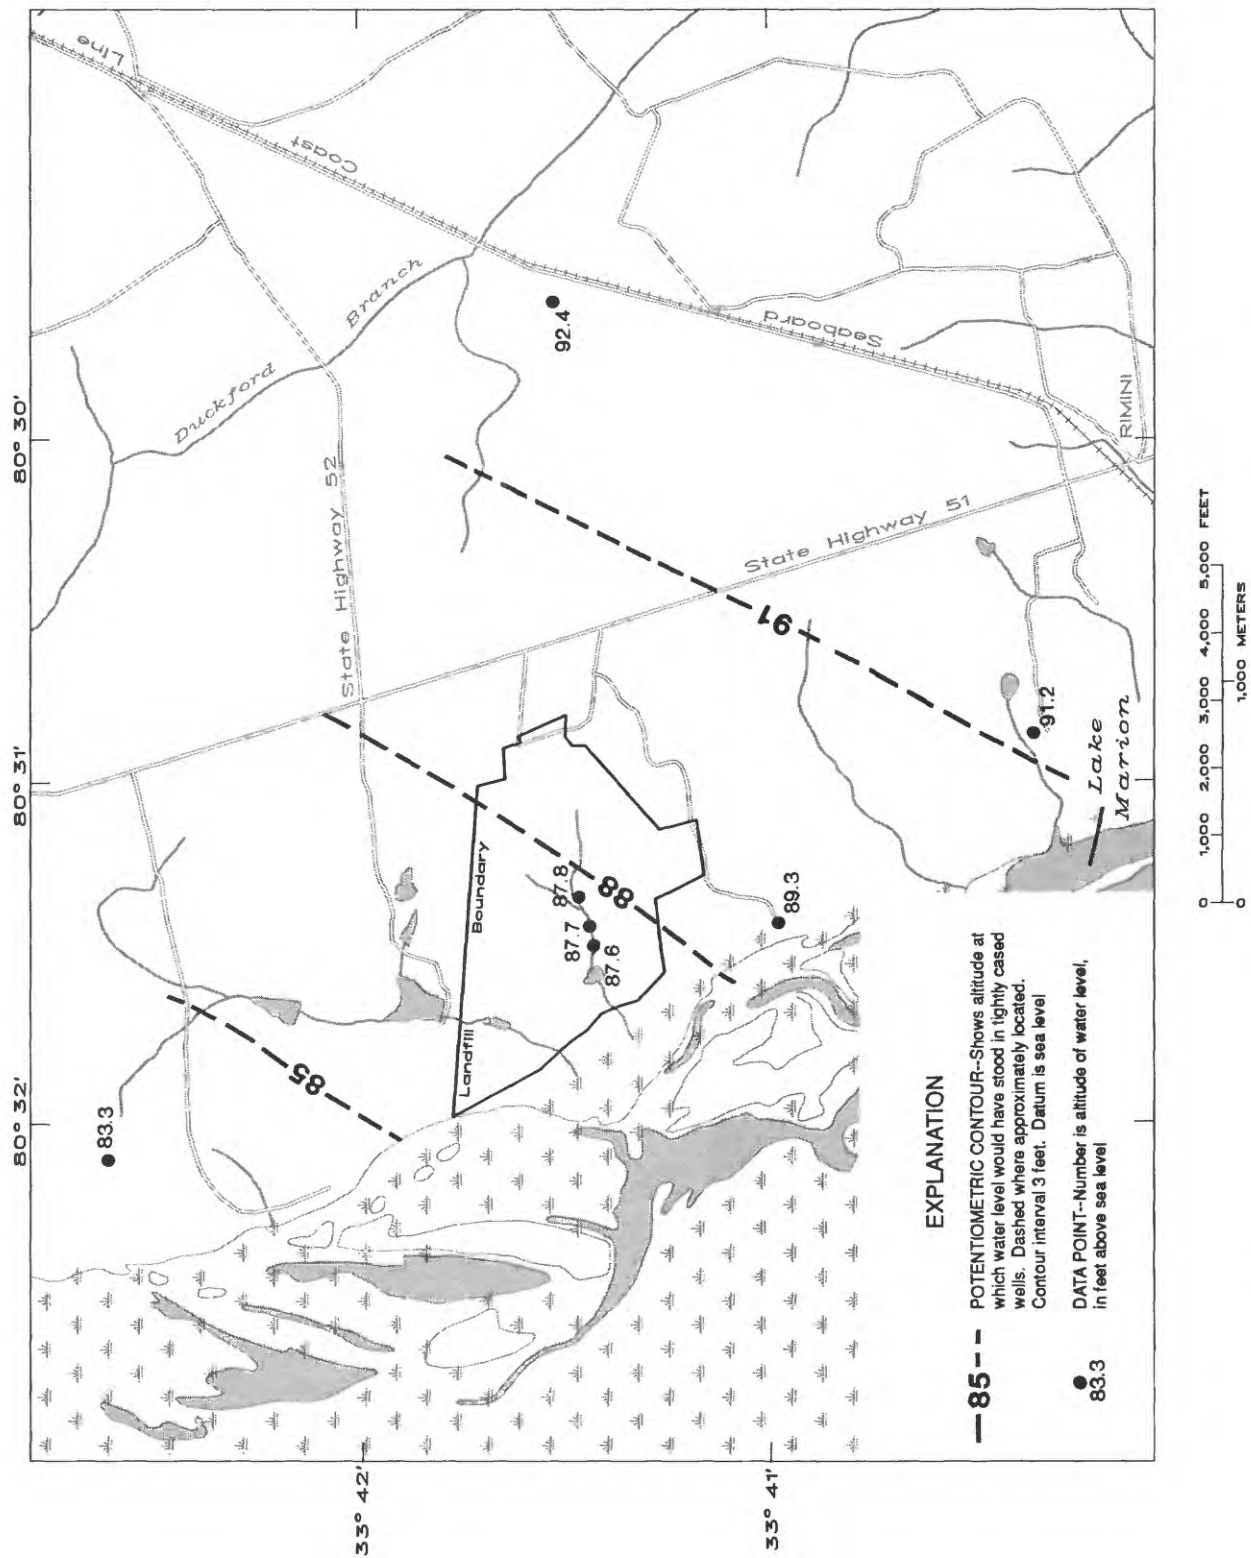 80° 32'
80° 31'
80° 30'
33° 42'
33° 41'
Line
Coast
Seaboard
Duckford
Branch
State Highway 52
State Highway 51
RIMINI
92.4
91
91.2
Lake
Marion
83.3
85
Landfill
Boundary
87.8
87.7
87.6
88
89.3
EXPLANATION
85
POTENTIOMETRIC CONTOUR--Shows altitude at
which water level would have stood in tightly cased
wells. Dashed where approximately located.
Contour interval 3 feet. Datum is sea level
83.3
DATA POINT--Number is altitude of water level,
in feet above sea level
0 1,000 2,000 3,000 4,000 5,000 FEET
0 1,000 METERS